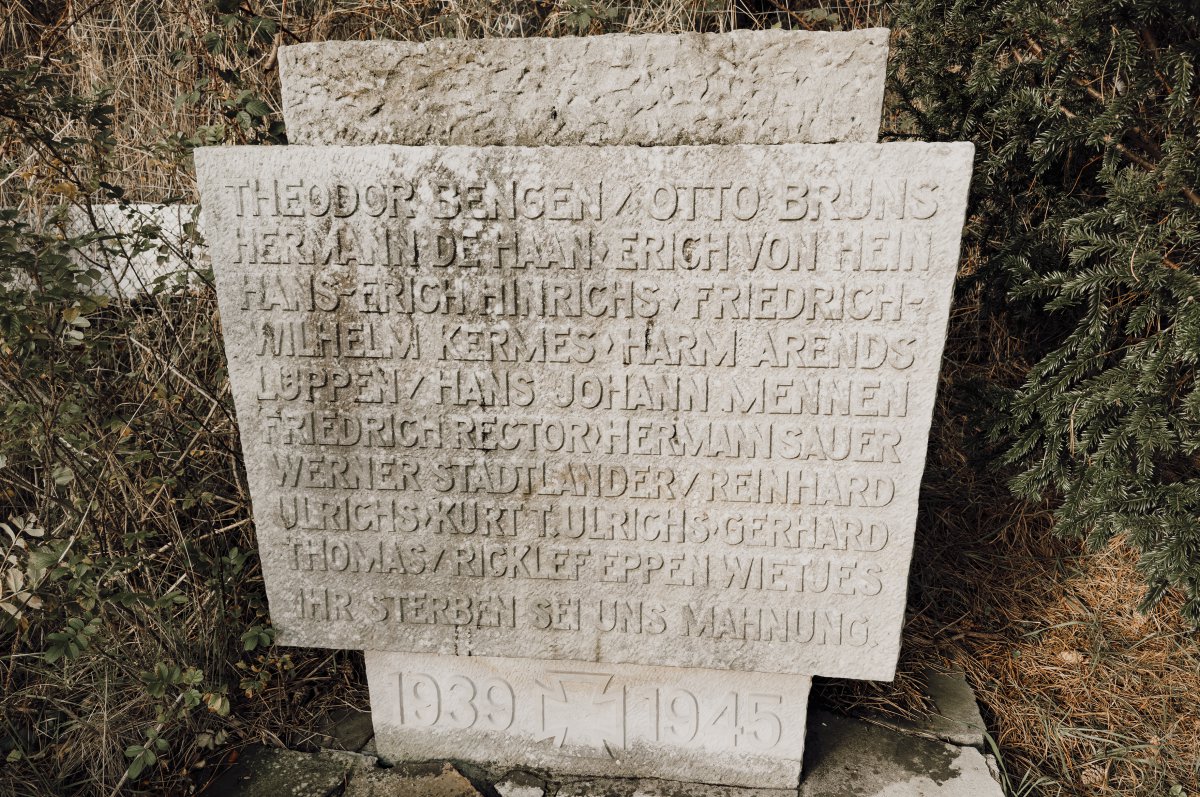 THEODOR BENGEN / OTTO BRUNS
HERMANN DE HAAN › ERICH VON HEIN
HANS-ERICH HINRICHS › FRIEDRICH-
WILHELM KERMES › HARM ARENDS
LÜPPEN / HANS JOHANN MENNEN
FRIEDRICH RECTOR › HERMANN SAUER
WERNER STADTLANDER / REINHARD
ULRICHS › KURT T. ULRICHS › GERHARD
THOMAS / RICKLEF EPPEN WIETJES
IHR STERBEN SEI UNS MAHNUNG.
1939 1945